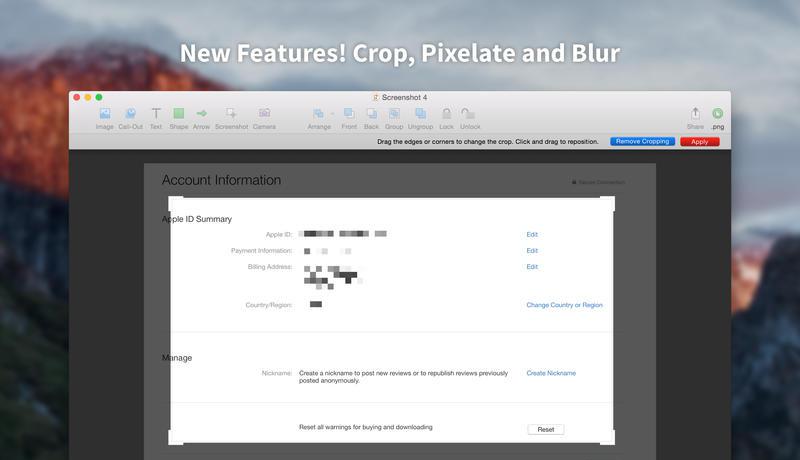 New Features! Crop, Pixelate and Blur
Screenshot 4
Image Call-Out Text Shape Arrow Screenshot Camera Arrange Front Back Group Ungroup Lock Unlock Share .png
Drag the edges or corners to change the crop. Click and drag to reposition. Remove Cropping Apply
Account Information Secure Connection
Apple ID Summary
Apple ID: Edit
Payment Information: Edit
Billing Address: Edit
Country/Region: Change Country or Region
Manage
Nickname: Create a nickname to post new reviews or to republish reviews previously Create Nickname
posted anonymously.
Reset all warnings for buying and downloading Reset